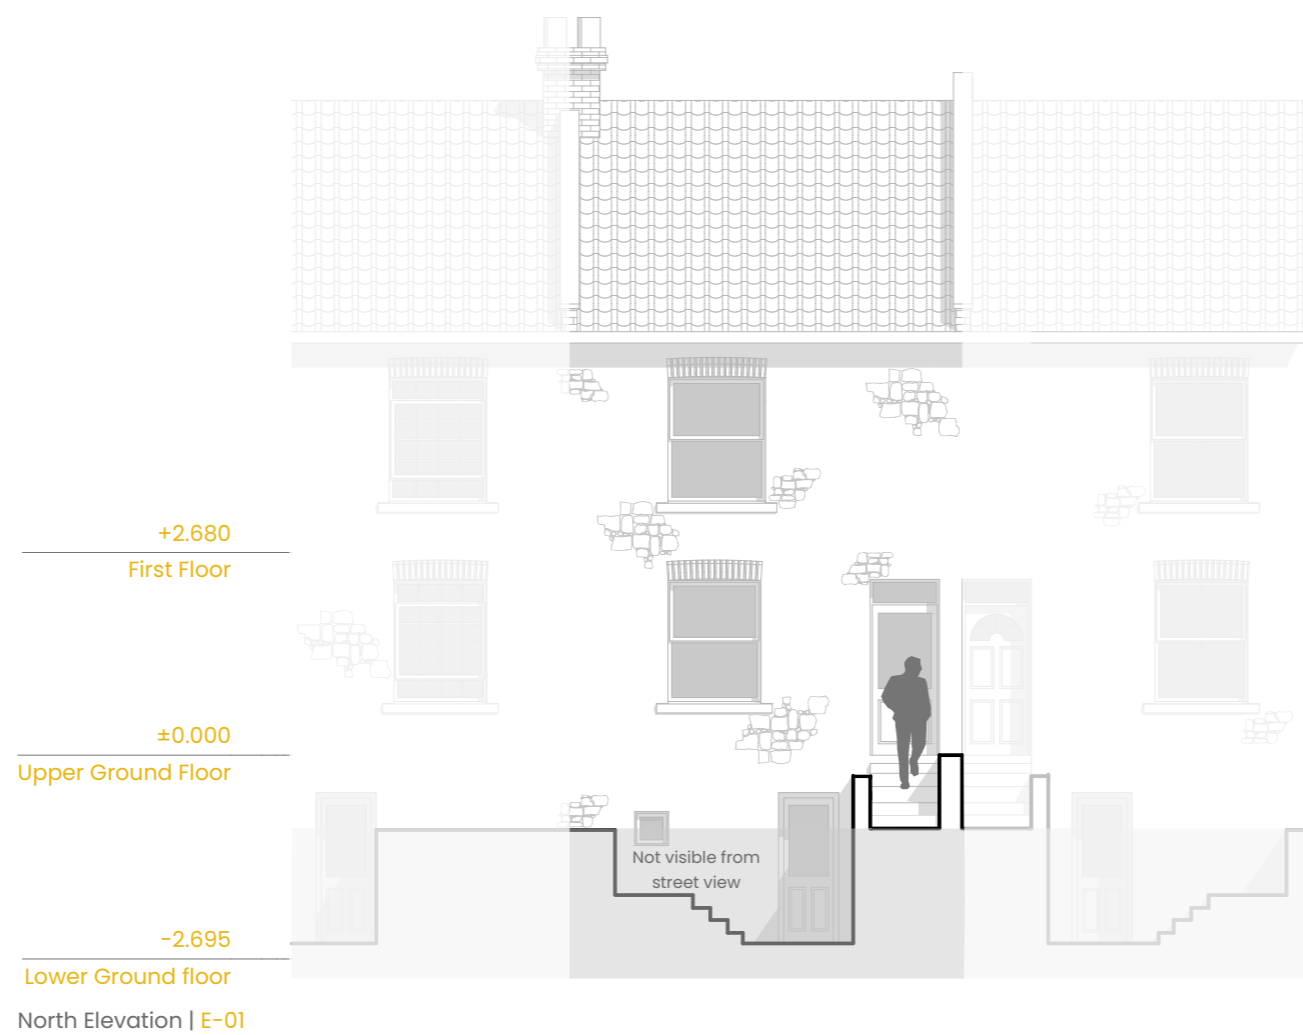 +2.680
First Floor
±0.000
Upper Ground Floor
Not visible from
street view
-2.695
Lower Ground floor
North Elevation | E-01